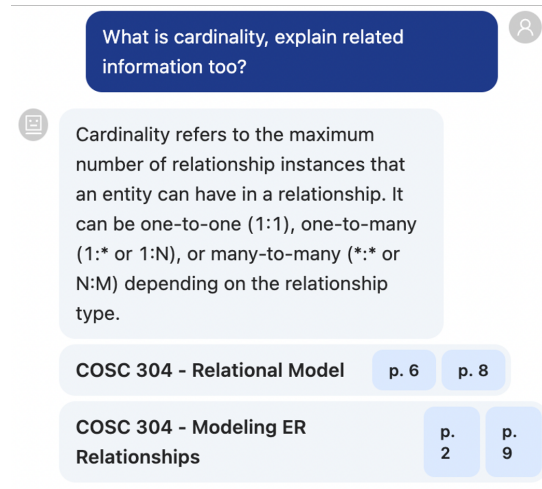 What is cardinality, explain related
information too?
Cardinality refers to the maximum
number of relationship instances that
an entity can have in a relationship. It
can be one-to-one (1:1), one-to-many
(1:* or 1:N), or many-to-many (*:* or
N:M) depending on the relationship
type.
COSC 304 - Relational Model p. 6 p. 8
COSC 304 - Modeling ER
Relationships
p.
2
p.
9